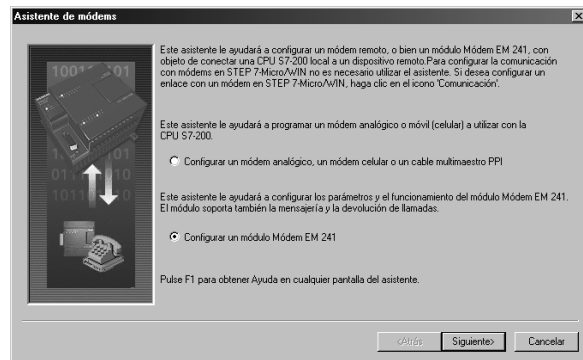 Asistente de módems
Este asistente le ayudará a configurar un módem remoto, o bien un módulo Módem EM 241, con
objeto de conectar una CPU S7-200 local a un dispositivo remoto.Para configurar la comunicación
con módems en STEP 7-Micro/WIN no es necesario utilizar el asistente. Si desea configurar un
enlace con un módem en STEP 7-Micro/WIN, haga clic en el icono 'Comunicación'.
Este asistente le ayudará a programar un módem analógico o móvil (celular) a utilizar con la
CPU S7-200.
Configurar un módem analógico, un módem celular o un cable multimaestro PPI
Este asistente le ayudará a configurar los parámetros y el funcionamiento del módulo Módem EM 241.
El módulo soporta también la mensajería y la devolución de llamadas.
Configurar un módulo Módem EM 241
Pulse F1 para obtener Ayuda en cualquier pantalla del asistente.
<Atrás Siguiente> Cancelar